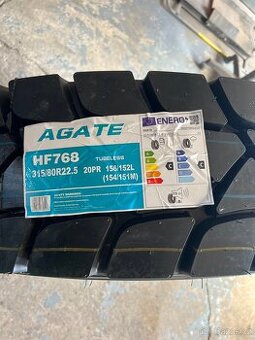 AGATE
HF768 TUBELESS
315/80R22.5 20PR 156/152L
(154/151M)
ENERG